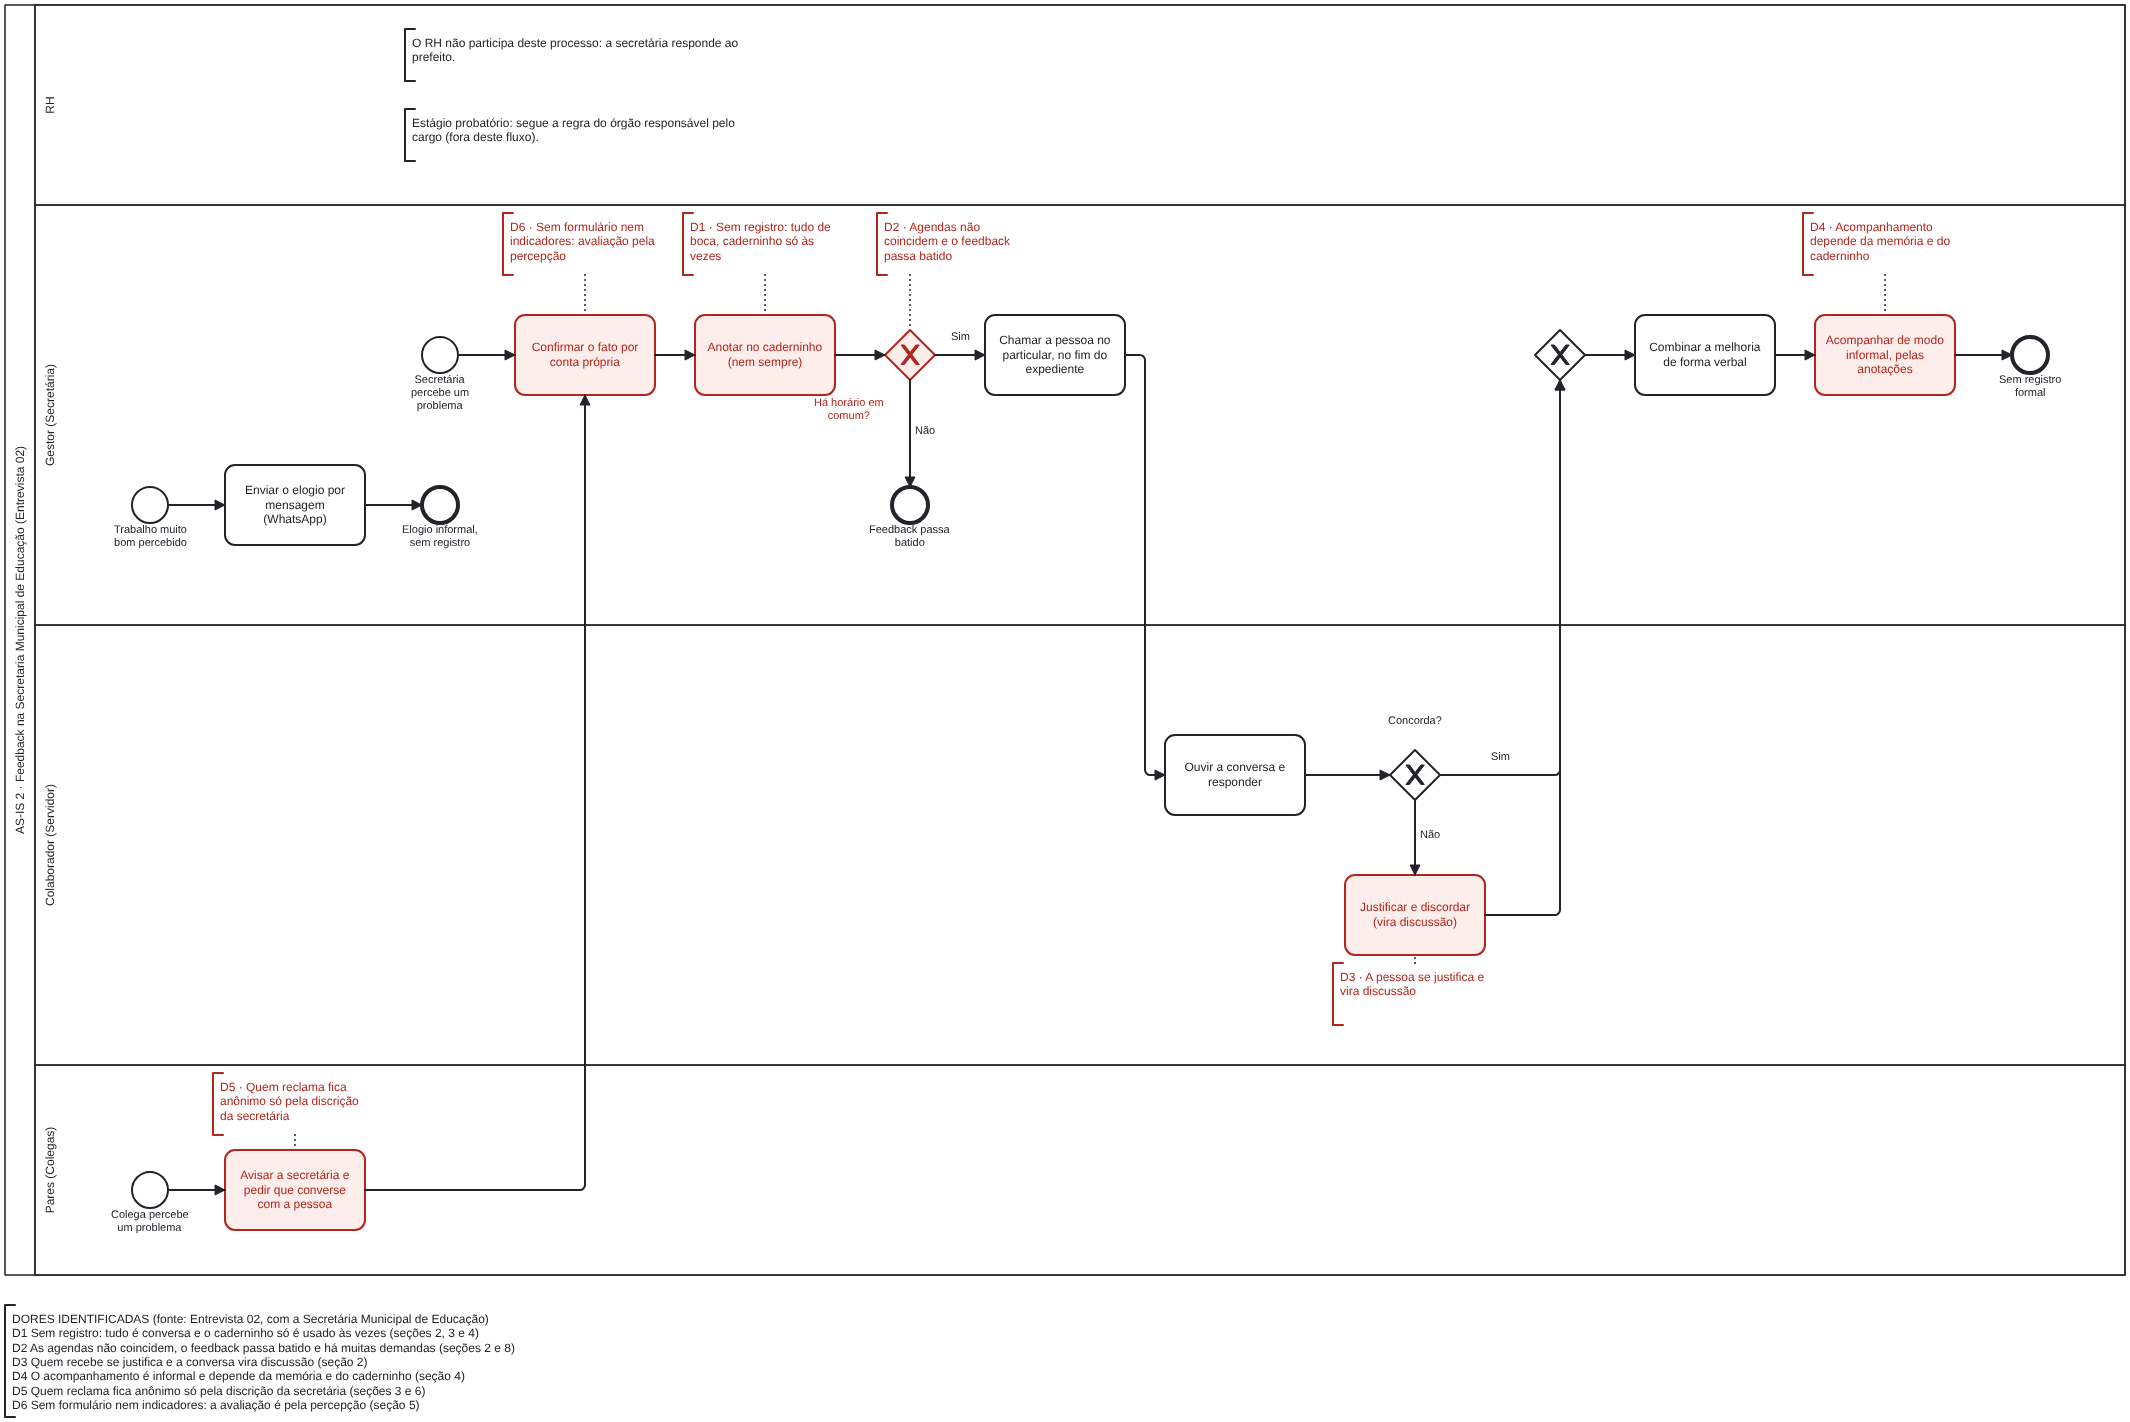 AS-IS 2 · Feedback na Secretaria Municipal de Educação (Entrevista 02)
RH
O RH não participa deste processo: a secretária responde ao
prefeito.
Estágio probatório: segue a regra do órgão responsável pelo
cargo (fora deste fluxo).
Gestor (Secretária)
D6 · Sem formulário nem
indicadores: avaliação pela
percepção
D1 · Sem registro: tudo de
boca, caderninho só às
vezes
D2 · Agendas não
coincidem e o feedback
passa batido
D4 · Acompanhamento
depende da memória e do
caderninho
Secretária
percebe um
problema
Confirmar o fato por
conta própria
Anotar no caderninho
(nem sempre)
Há horário em
comum?
Sim
Não
Chamar a pessoa no
particular, no fim do
expediente
Combinar a melhoria
de forma verbal
Acompanhar de modo
informal, pelas
anotações
Sem registro
formal
Trabalho muito
bom percebido
Enviar o elogio por
mensagem
(WhatsApp)
Elogio informal,
sem registro
Feedback passa
batido
Colaborador (Servidor)
Ouvir a conversa e
responder
Concorda?
Sim
Não
Justificar e discordar
(vira discussão)
D3 · A pessoa se justifica e
vira discussão
Pares (Colegas)
D5 · Quem reclama fica
anônimo só pela discrição
da secretária
Colega percebe
um problema
Avisar a secretária e
pedir que converse
com a pessoa
DORES IDENTIFICADAS (fonte: Entrevista 02, com a Secretária Municipal de Educação)
D1 Sem registro: tudo é conversa e o caderninho só é usado às vezes (seções 2, 3 e 4)
D2 As agendas não coincidem, o feedback passa batido e há muitas demandas (seções 2 e 8)
D3 Quem recebe se justifica e a conversa vira discussão (seção 2)
D4 O acompanhamento é informal e depende da memória e do caderninho (seção 4)
D5 Quem reclama fica anônimo só pela discrição da secretária (seções 3 e 6)
D6 Sem formulário nem indicadores: a avaliação é pela percepção (seção 5)